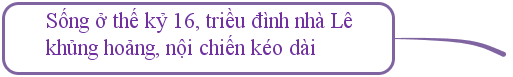 Sống ở thế kỷ 16, triều đình nhà Lê
khủng hoảng, nội chiến kéo dài